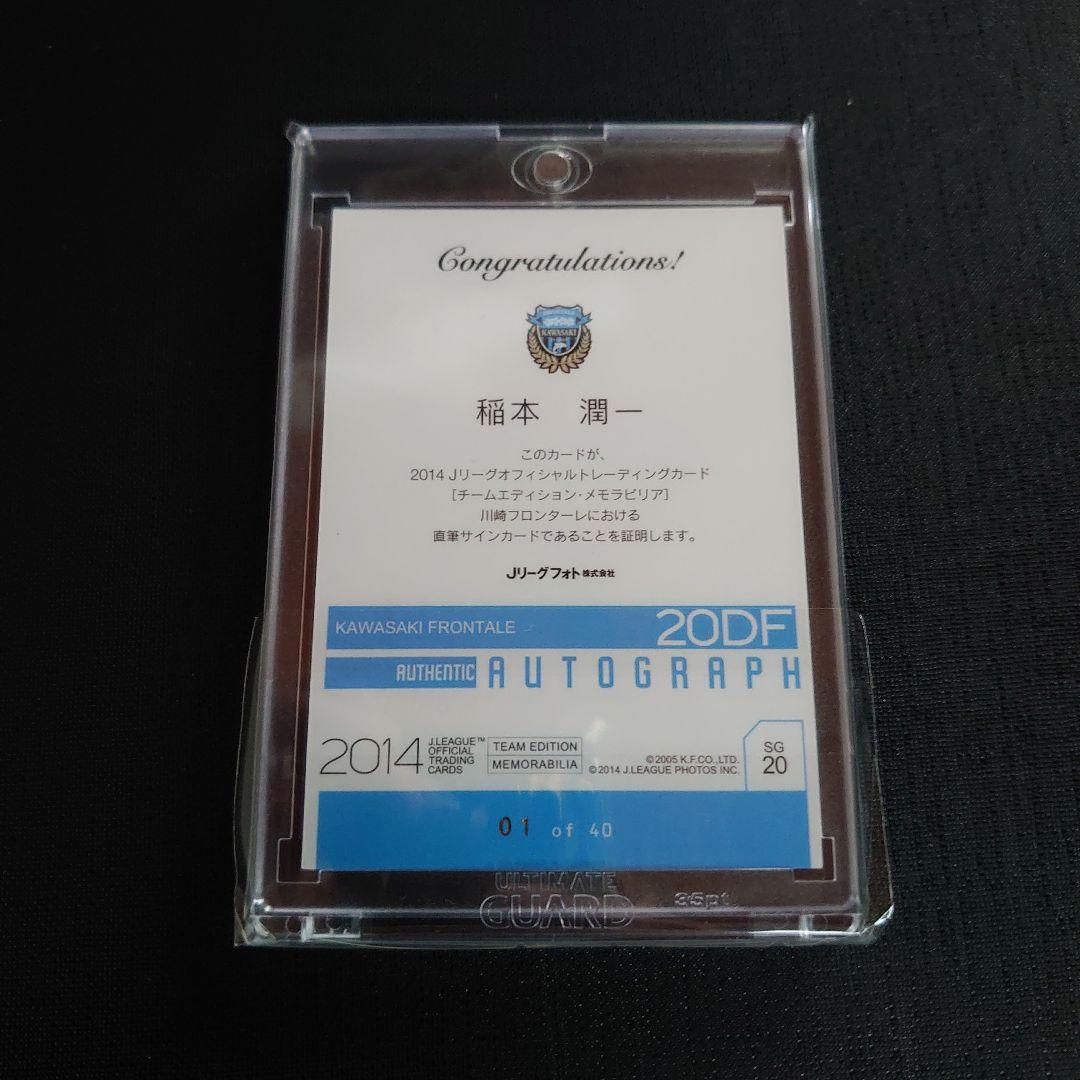 Congratulations!
FRONTALE
KAWASAKI
稲本 潤一
このカードが、
2014 Jリーグオフィシャルトレーディングカード
[チームエディション・メモラビリア]
川崎フロンターレにおける
直筆サインカードであることを証明します。
Jリーグフォト株式会社
KAWASAKI FRONTALE 20DF
AUTHENTIC AUTOGRAPH
2014 J.LEAGUE™ OFFICIAL TRADING CARDS
TEAM EDITION
MEMORABILIA
©2005 K.F.CO.,LTD.
©2014 J.LEAGUE PHOTOS INC.
SG
20
01 of 40
ULTIMATE
GUARD 35pt.